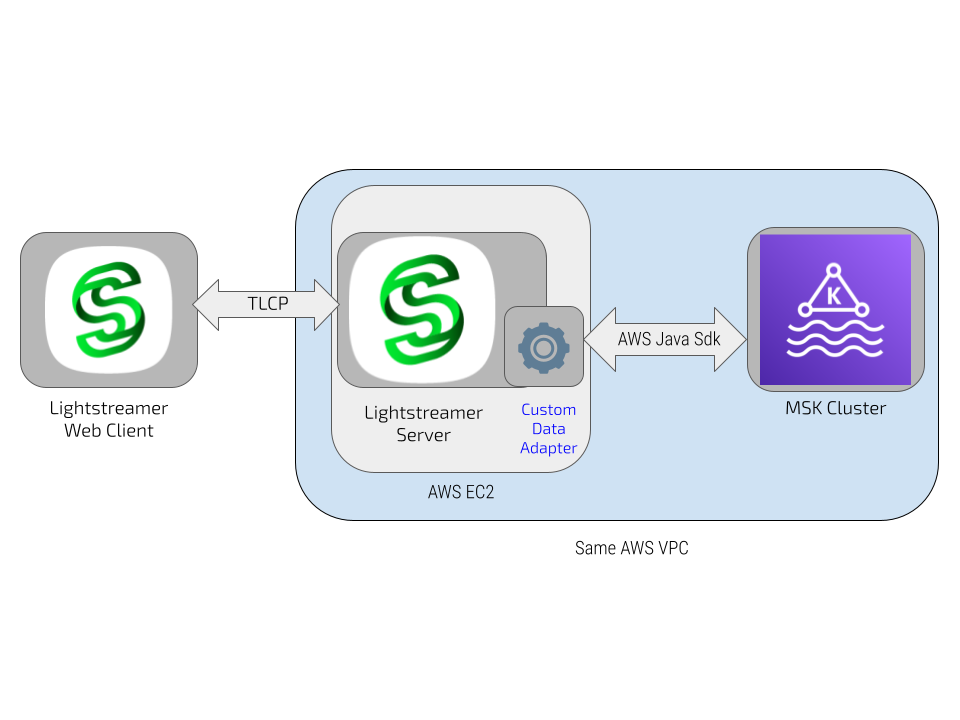 TLCP
AWS Java Sdk
K
Lightstreamer
Web Client
Lightstreamer
Server
Custom
Data
Adapter
MSK Cluster
AWS EC2
Same AWS VPC